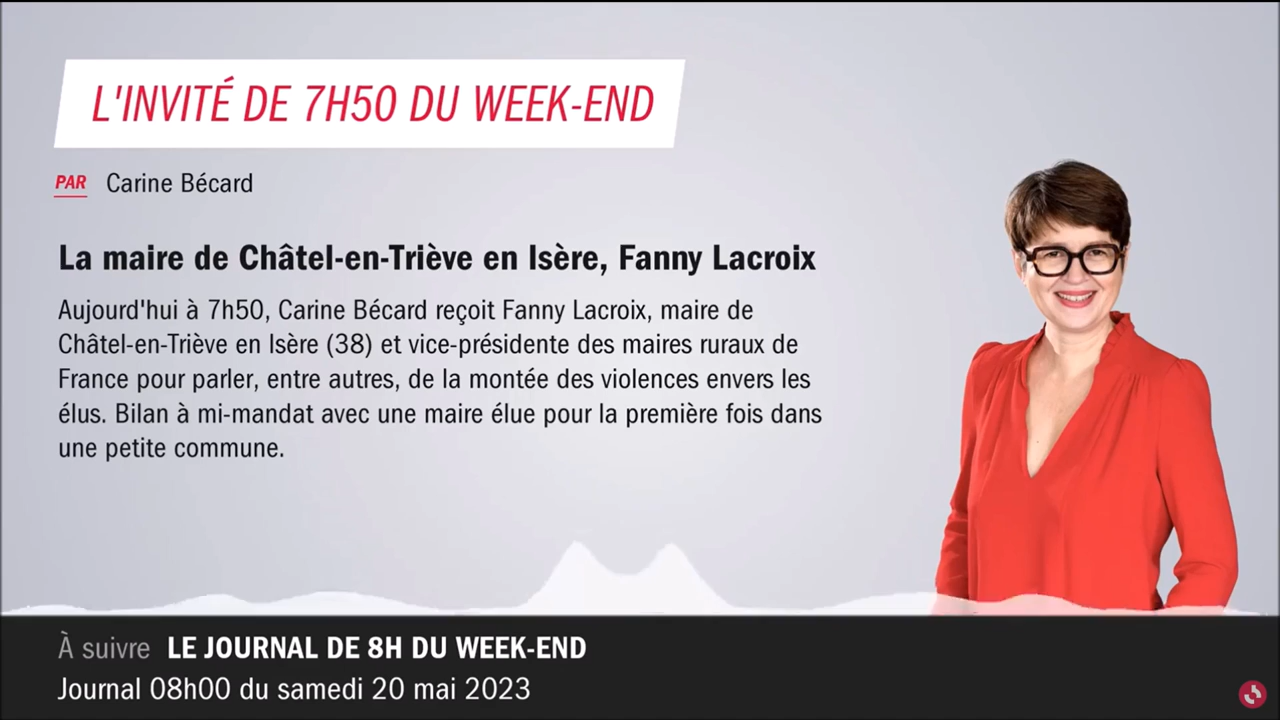 L'INVITÉ DE 7H50 DU WEEK-END
PAR Carine Bécard
La maire de Châtel-en-Triève en Isère, Fanny Lacroix
Aujourd'hui à 7h50, Carine Bécard reçoit Fanny Lacroix, maire de
Châtel-en-Triève en Isère (38) et vice-présidente des maires ruraux de
France pour parler, entre autres, de la montée des violences envers les
élus. Bilan à mi-mandat avec une maire élue pour la première fois dans
une petite commune.
À suivre LE JOURNAL DE 8H DU WEEK-END
Journal 08h00 du samedi 20 mai 2023